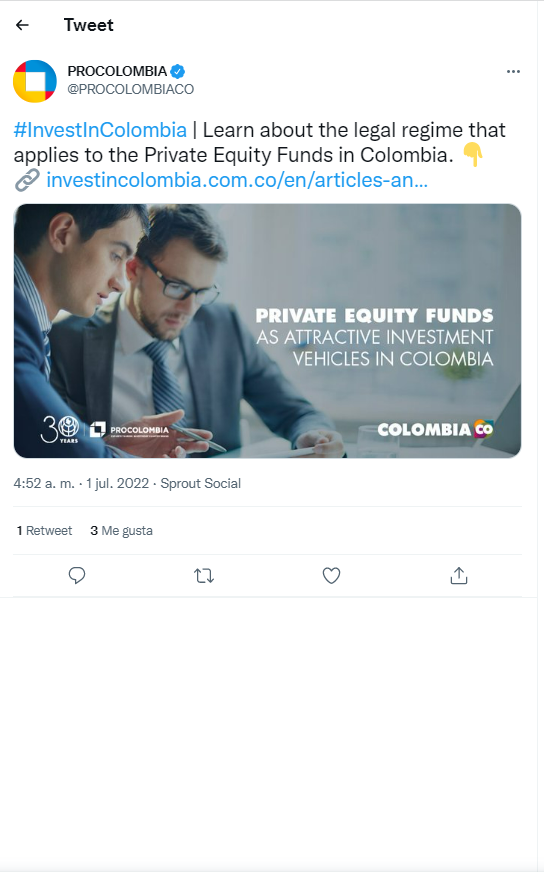 Tweet
PROCOLOMBIA
@PROCOLOMBIACO
#InvestInColombia | Learn about the legal regime that
applies to the Private Equity Funds in Colombia. 👇
🔗 investincolombia.com.co/en/articles-an...
PRIVATE EQUITY FUNDS
AS ATTRACTIVE INVESTMENT
VEHICLES IN COLOMBIA
30 YEARS
PROCOLOMBIA
COLOMBIA CO
4:52 a. m. · 1 jul. 2022 · Sprout Social
1 Retweet 3 Me gusta